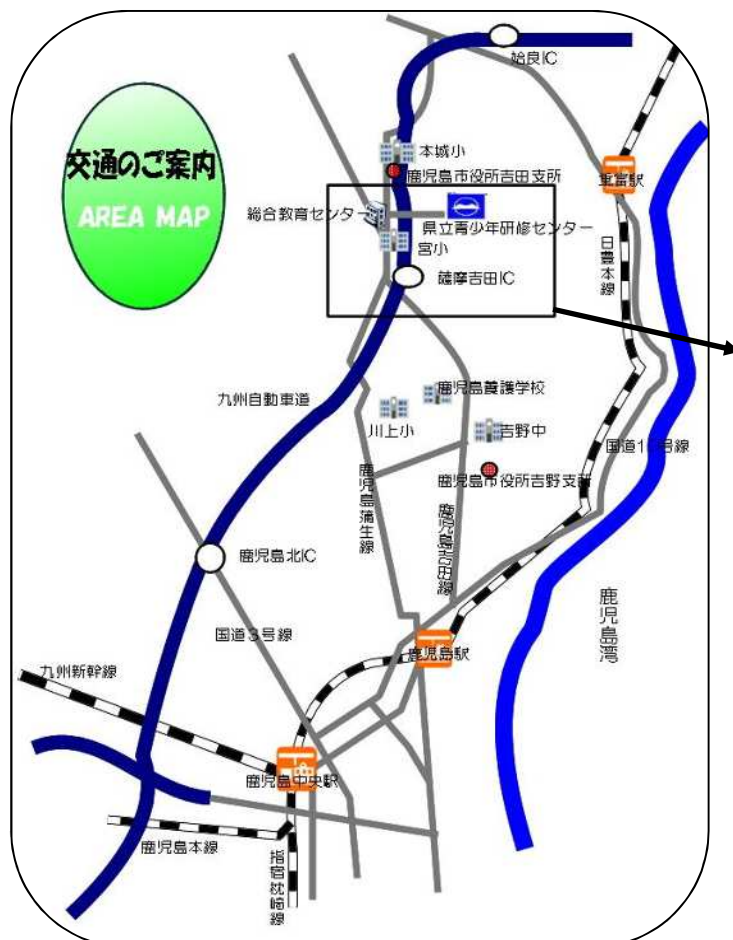 交通のご案内
AREA MAP
姶良IC
本城小
鹿児島市役所吉田支所
重富駅
総合教育センター
県立青少年研修センター
宮小
薩摩吉田IC
日豊本線
九州自動車道
鹿児島養護学校
川上小
吉野中
国道10号線
鹿児島市役所吉野支所
鹿児島蒲生線
鹿児島吉田線
鹿児島北IC
鹿児島湾
国道3号線
鹿児島駅
九州新幹線
鹿児島中央駅
鹿児島本線
指宿枕崎線